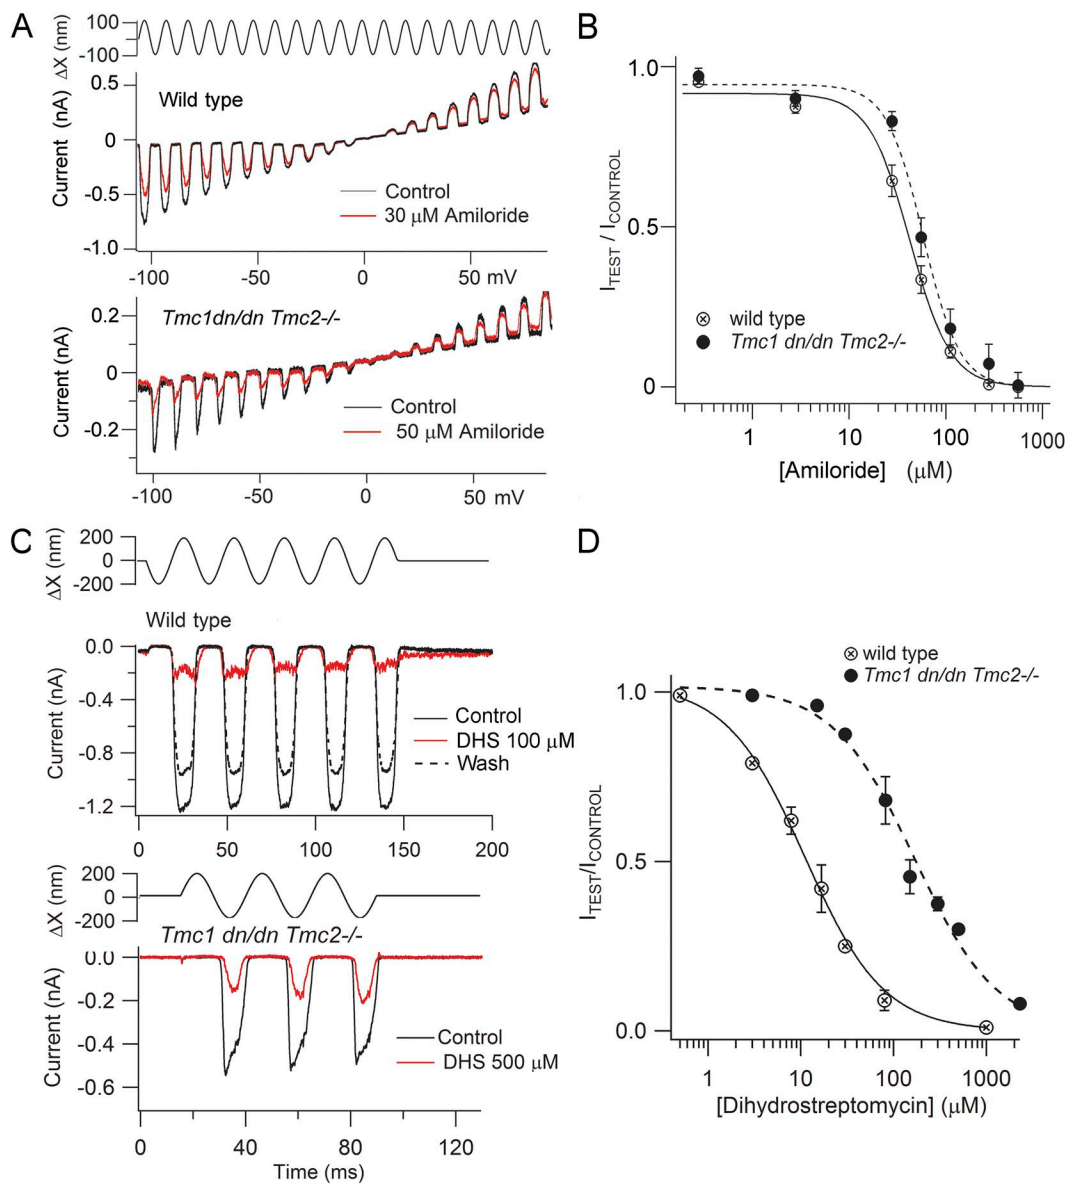 A
ΔX (nm)
100
-100
Current (nA)
0.5
0
-0.5
-1.0
Wild type
Control
30 μM Amiloride
-100
-50
0
50 mV
Current (nA)
0.2
0
-0.2
Tmc1dn/dn Tmc2-/-
Control
50 μM Amiloride
-100
-50
0
50 mV
B
ITEST / ICONTROL
1.0
0.5
0
wild type
Tmc1 dn/dn Tmc2-/-
1
10
100
1000
[Amiloride] (μM)
C
ΔX (nm)
200
0
-200
Wild type
Current (nA)
0.0
-0.4
-0.8
-1.2
Control
DHS 100 μM
Wash
0
50
100
150
200
ΔX (nm)
200
0
-200
Tmc1 dn/dn Tmc2-/-
Current (nA)
0.0
-0.2
-0.4
-0.6
Control
DHS 500 μM
0
40
80
120
Time (ms)
D
wild type
Tmc1 dn/dn Tmc2-/-
ITEST/ICONTROL
1.0
0.5
0.0
1
10
100
1000
[Dihydrostreptomycin] (μM)